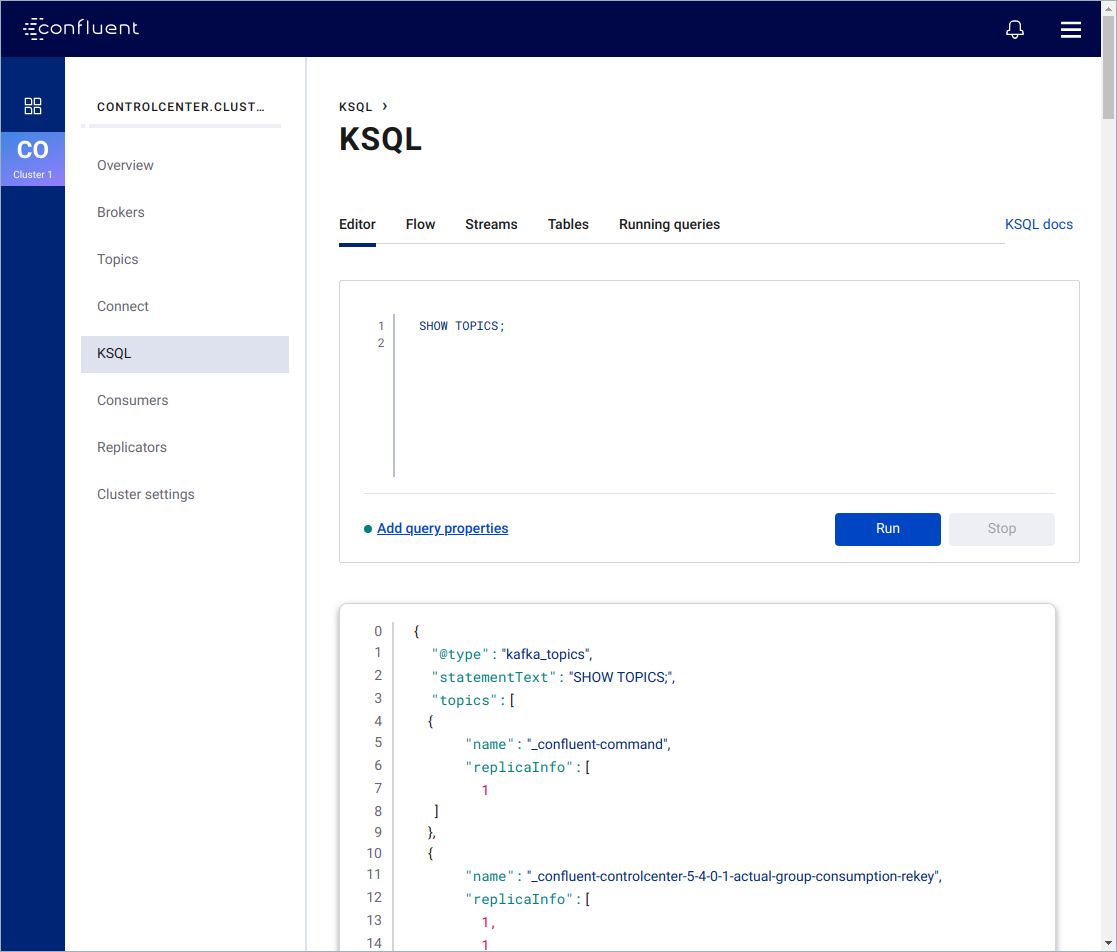 confluent
CO
Cluster 1
CONTROLCENTER.CLUST...
Overview
Brokers
Topics
Connect
KSQL
Consumers
Replicators
Cluster settings
KSQL ›
KSQL
Editor Flow Streams Tables Running queries KSQL docs
1 SHOW TOPICS;
2
Add query properties Run Stop
0 {
1 "@type": "kafka_topics",
2 "statementText": "SHOW TOPICS;",
3 "topics": [
4 {
5 "name": "_confluent-command",
6 "replicaInfo": [
7 1
8 ]
9 },
10 {
11 "name": "_confluent-controlcenter-5-4-0-1-actual-group-consumption-rekey",
12 "replicaInfo": [
13 1,
14 1